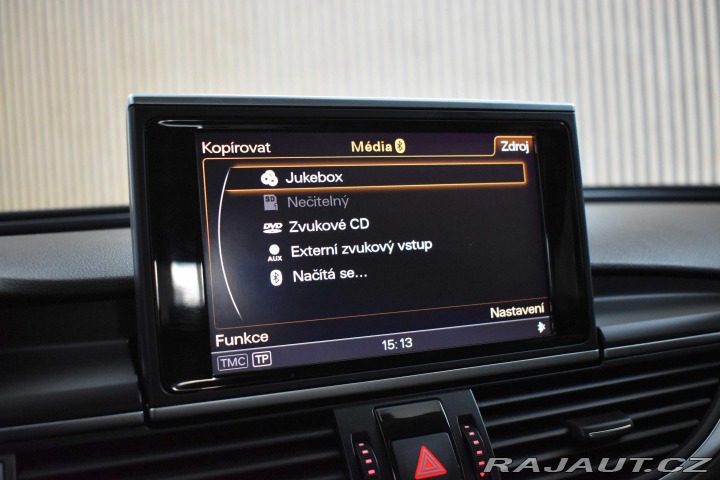 Kopírovat Média Zdroj
Jukebox
SD Nečitelný
DVD Zvukové CD
AUX Externí zvukový vstup
Načítá se...
Nastavení
Funkce
TMC TP 15:13
RAJAUT.CZ